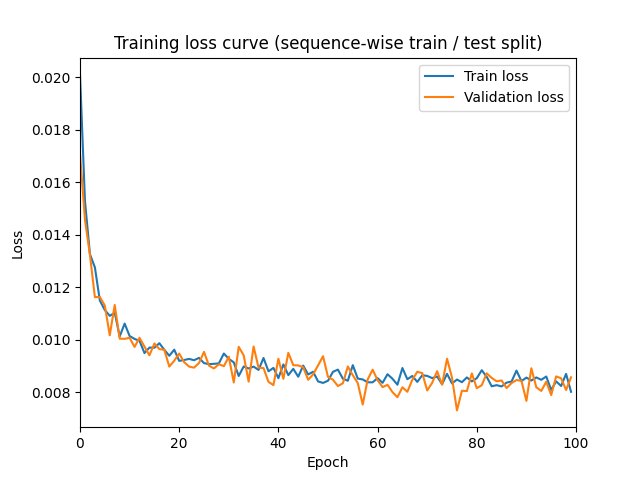 Training loss curve (sequence-wise train / test split)
Train loss
Validation loss
0.020
0.018
0.016
0.014
0.012
0.010
0.008
Loss
0 20 40 60 80 100
Epoch